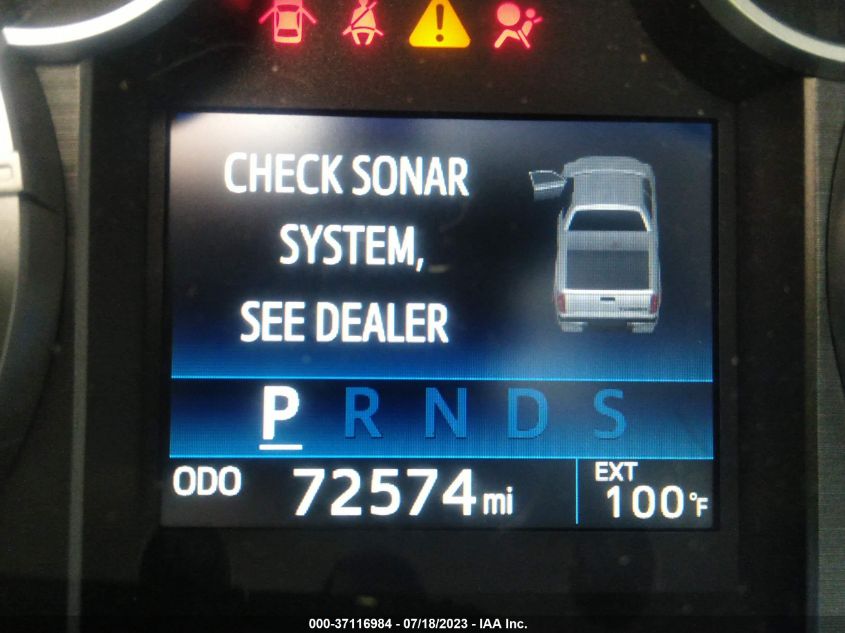 CHECK SONAR
SYSTEM,
SEE DEALER
P R N D S
ODO 72574 mi
EXT
100°F
000-37116984 - 07/18/2023 - IAA Inc.